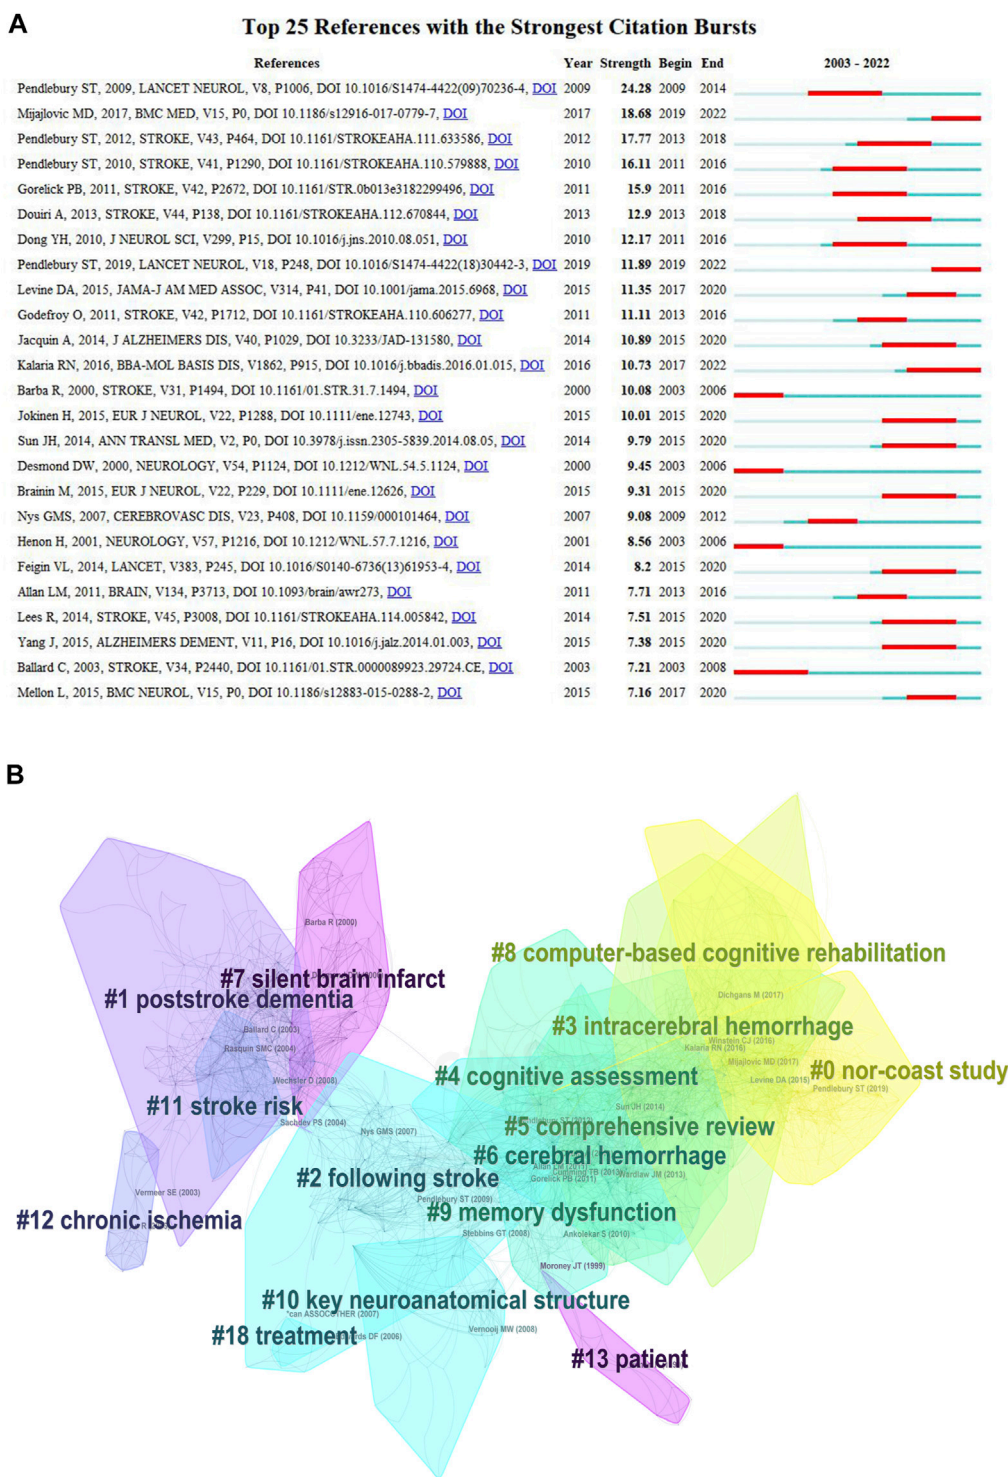 A
Top 25 References with the Strongest Citation Bursts
References Year Strength Begin End 2003 - 2022
Pendlebury ST, 2009, LANCET NEUROL, V8, P1006, DOI 10.1016/S1474-4422(09)70236-4, DOI 2009 24.28 2009 2014
Mijajlovic MD, 2017, BMC MED, V15, P0, DOI 10.1186/s12916-017-0779-7, DOI 2017 18.68 2019 2022
Pendlebury ST, 2012, STROKE, V43, P464, DOI 10.1161/STROKEAHA.111.633586, DOI 2012 17.77 2013 2018
Pendlebury ST, 2010, STROKE, V41, P1290, DOI 10.1161/STROKEAHA.110.579888, DOI 2010 16.11 2011 2016
Gorelick PB, 2011, STROKE, V42, P2672, DOI 10.1161/STR.0b013e3182299496, DOI 2011 15.9 2011 2016
Douiri A, 2013, STROKE, V44, P138, DOI 10.1161/STROKEAHA.112.670844, DOI 2013 12.9 2013 2018
Dong YH, 2010, J NEUROL SCI, V299, P15, DOI 10.1016/j.jns.2010.08.051, DOI 2010 12.17 2011 2016
Pendlebury ST, 2019, LANCET NEUROL, V18, P248, DOI 10.1016/S1474-4422(18)30442-3, DOI 2019 11.89 2019 2022
Levine DA, 2015, JAMA-J AM MED ASSOC, V314, P41, DOI 10.1001/jama.2015.6968, DOI 2015 11.35 2017 2020
Godefroy O, 2011, STROKE, V42, P1712, DOI 10.1161/STROKEAHA.110.606277, DOI 2011 11.11 2013 2016
Jacquin A, 2014, J ALZHEIMERS DIS, V40, P1029, DOI 10.3233/JAD-131580, DOI 2014 10.89 2015 2020
Kalaria RN, 2016, BBA-MOL BASIS DIS, V1862, P915, DOI 10.1016/j.bbadis.2016.01.015, DOI 2016 10.73 2017 2022
Barba R, 2000, STROKE, V31, P1494, DOI 10.1161/01.STR.31.7.1494, DOI 2000 10.08 2003 2006
Jokinen H, 2015, EUR J NEUROL, V22, P1288, DOI 10.1111/ene.12743, DOI 2015 10.01 2015 2020
Sun JH, 2014, ANN TRANSL MED, V2, P0, DOI 10.3978/j.issn.2305-5839.2014.08.05, DOI 2014 9.79 2015 2020
Desmond DW, 2000, NEUROLOGY, V54, P1124, DOI 10.1212/WNL.54.5.1124, DOI 2000 9.45 2003 2006
Brainin M, 2015, EUR J NEUROL, V22, P229, DOI 10.1111/ene.12626, DOI 2015 9.31 2015 2020
Nys GMS, 2007, CEREBROVASC DIS, V23, P408, DOI 10.1159/000101464, DOI 2007 9.08 2009 2012
Henon H, 2001, NEUROLOGY, V57, P1216, DOI 10.1212/WNL.57.7.1216, DOI 2001 8.56 2003 2006
Feigin VL, 2014, LANCET, V383, P245, DOI 10.1016/S0140-6736(13)61953-4, DOI 2014 8.2 2015 2020
Allan LM, 2011, BRAIN, V134, P3713, DOI 10.1093/brain/awr273, DOI 2011 7.71 2013 2016
Lees R, 2014, STROKE, V45, P3008, DOI 10.1161/STROKEAHA.114.005842, DOI 2014 7.51 2015 2020
Yang J, 2015, ALZHEIMERS DEMENT, V11, P16, DOI 10.1016/j.jalz.2014.01.003, DOI 2015 7.38 2015 2020
Ballard C, 2003, STROKE, V34, P2440, DOI 10.1161/01.STR.0000089923.29724.CE, DOI 2003 7.21 2003 2008
Mellon L, 2015, BMC NEUROL, V15, P0, DOI 10.1186/s12883-015-0288-2, DOI 2015 7.16 2017 2020
B
Barba R (2000)
#8 computer-based cognitive rehabilitation
#7 silent brain infarct
#1 poststroke dementia
Dichgans M (2017)
#3 intracerebral hemorrhage
Ballard C (2003)
Winstein CJ (2016)
Rasquin SMC (2004)
Kalaria RN (2016)
Mijajlovic MD (2017)
#0 nor-coast study
#4 cognitive assessment
Wechsler D (2008)
Levine DA (2015)
Pendlebury ST (2019)
#11 stroke risk
Sun JH (2014)
Sachdev PS (2004)
Nys GMS (2007)
#5 comprehensive review
#6 cerebral hemorrhage
Allan LM (2011)
Cumming TB (2013)
Wardlaw JM (2013)
#2 following stroke
Gorelick PB (2011)
Vermeer SE (2003)
Pendlebury ST (2009)
#9 memory dysfunction
#12 chronic ischemia
Stebbins GT (2008)
Ankolekar S (2010)
Moroney JT (1999)
#10 key neuroanatomical structure
*can ASSOC OTHER (2007)
Vernooij MW (2008)
#18 treatment
DF (2006)
#13 patient